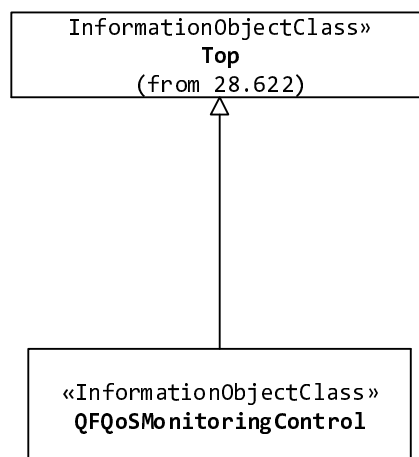 InformationObjectClass»
Top
(from 28.622)
«InformationObjectClass»
QFQoSMonitoringControl